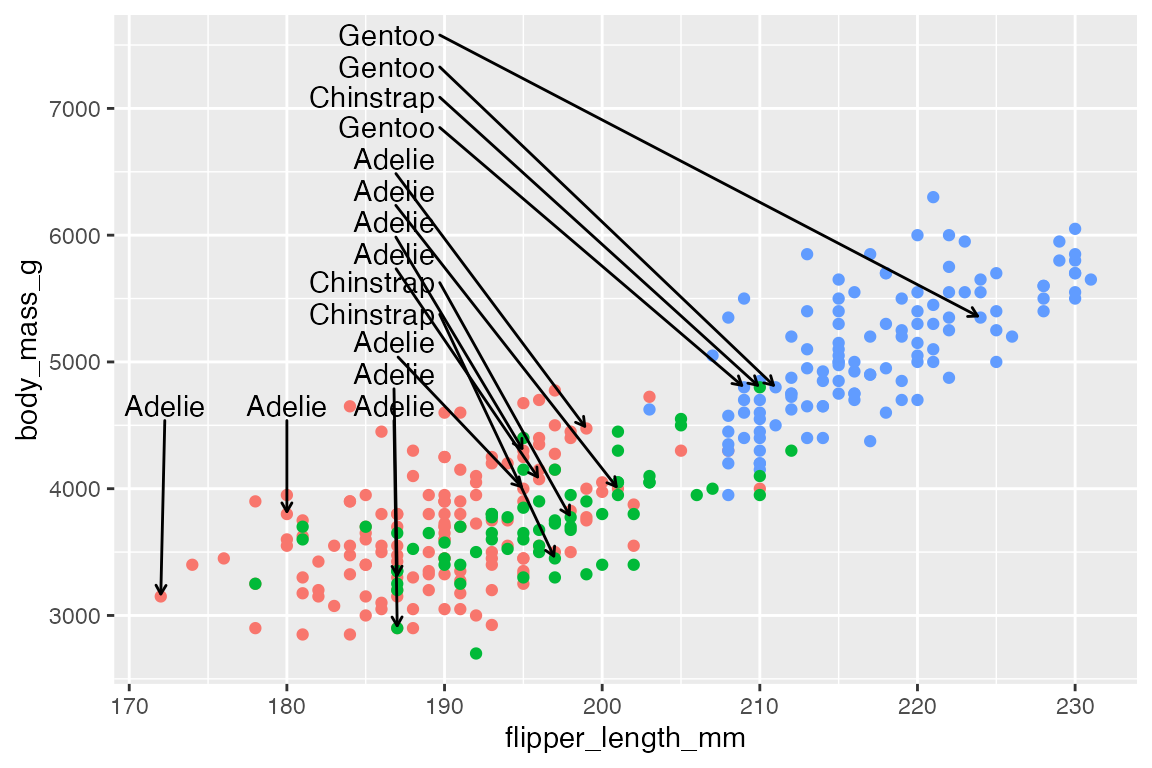 Gentoo
Gentoo
Chinstrap
Gentoo
Adelie
Adelie
Adelie
Adelie
Chinstrap
Chinstrap
Adelie
Adelie
Adelie Adelie Adelie
7000
6000
5000
4000
3000
body_mass_g
170 180 190 200 210 220 230
flipper_length_mm